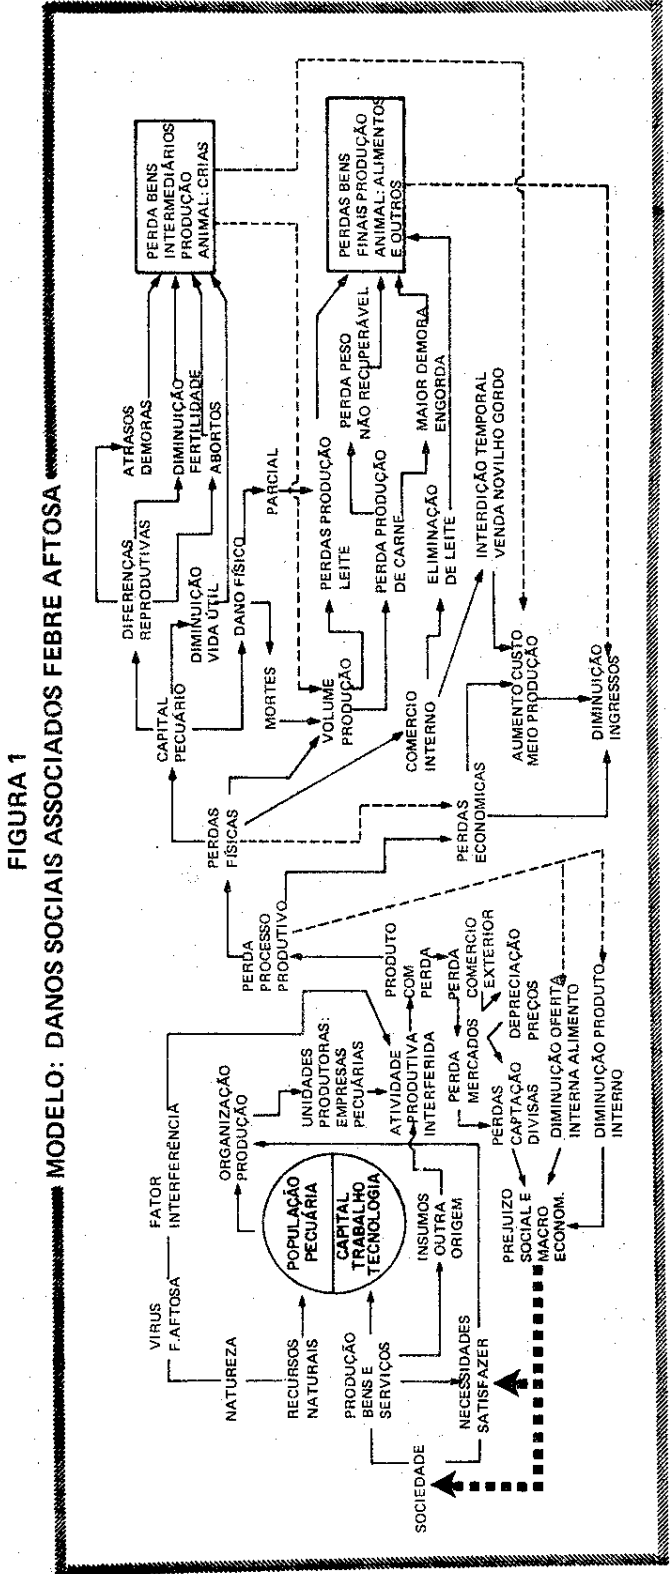 FIGURA 1
MODELO: DANOS SOCIAIS ASSOCIADOS FEBRE AFTOSA
VIRUS
F.AFTOSA
FATOR
INTERFERÊNCIA
NATUREZA
ORGANIZAÇÃO
PRODUÇÃO
RECURSOS
NATURAIS
POPULAÇÃO
PECUÁRIA
CAPITAL
TRABALHO
TECNOLOGIA
UNIDADES
PRODUTORAS:
EMPRESAS
PECUÁRIAS
PRODUÇÃO
BENS E
SERVIÇOS
ATIVIDADE
PRODUTIVA
INTERFERIDA
INSUMOS
OUTRA
ORIGEM
SOCIEDADE
NECESSIDADES
SATISFAZER
PERDA
PROCESSO
PRODUTIVO
PRODUTO
COM
PERDA
PERDA
COMERCIO
EXTERIOR
PERDA
MERCADOS
DEPRECIAÇÃO
PREÇOS
PERDAS
CAPTAÇÃO
DIVISAS
DIMINUIÇÃO OFERTA
INTERNA ALIMENTO
DIMINUIÇÃO PRODUTO
INTERNO
PREJUIZO
SOCIAL E
MACRO
ECONOM.
PERDAS
FÍSICAS
PERDAS
ECONOMICAS
CAPITAL
PECUÁRIO
DIFERENÇAS
REPRODUTIVAS
DIMINUIÇÃO
VIDA ÚTIL
DANO FÍSICO
MORTES
PARCIAL
ATRASOS
DEMORAS
DIMINUIÇÃO
FERTILIDADE
ABORTOS
PERDA BENS
INTERMEDIÁRIOS
PRODUÇÃO
ANIMAL: CRIAS
VOLUME
PRODUÇÃO
PERDAS PRODUÇÃO
LEITE
PERDA PRODUÇÃO
DE CARNE
PERDA PESO
NÃO RECUPERÁVEL
MAIOR DEMORA
ENGORDA
PERDAS BENS
FINAIS PRODUÇÃO
ANIMAL: ALIMENTOS
E OUTROS
COMERCIO
INTERNO
ELIMINAÇÃO
DE LEITE
INTERDIÇÃO TEMPORAL
VENDA NOVILHO GORDO
AUMENTO CUSTO
MEIO PRODUÇÃO
DIMINUIÇÃO
INGRESSOS